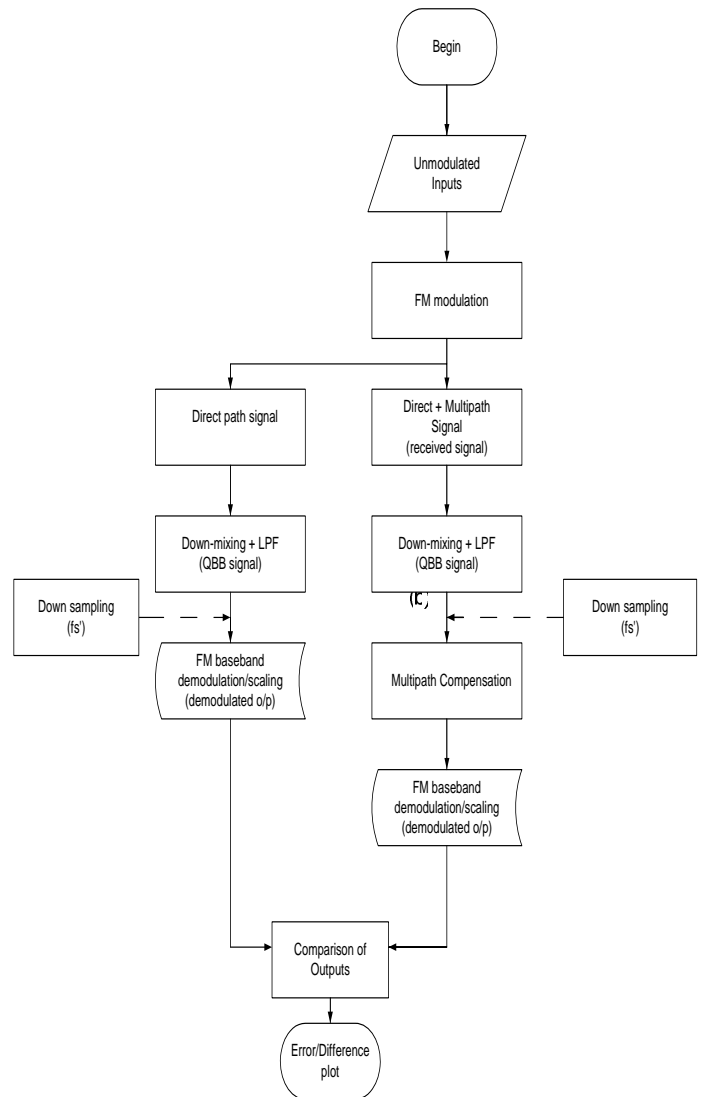 Begin
Unmodulated
Inputs
FM modulation
Direct path signal
Direct + Multipath
Signal
(received signal)
Down-mixing + LPF
(QBB signal)
Down-mixing + LPF
(QBB signal)
Down sampling
(fs')
Down sampling
(fs')
FM baseband
demodulation/scaling
(demodulated o/p)
Multipath Compensation
FM baseband
demodulation/scaling
(demodulated o/p)
Comparison of
Outputs
Error/Difference
plot